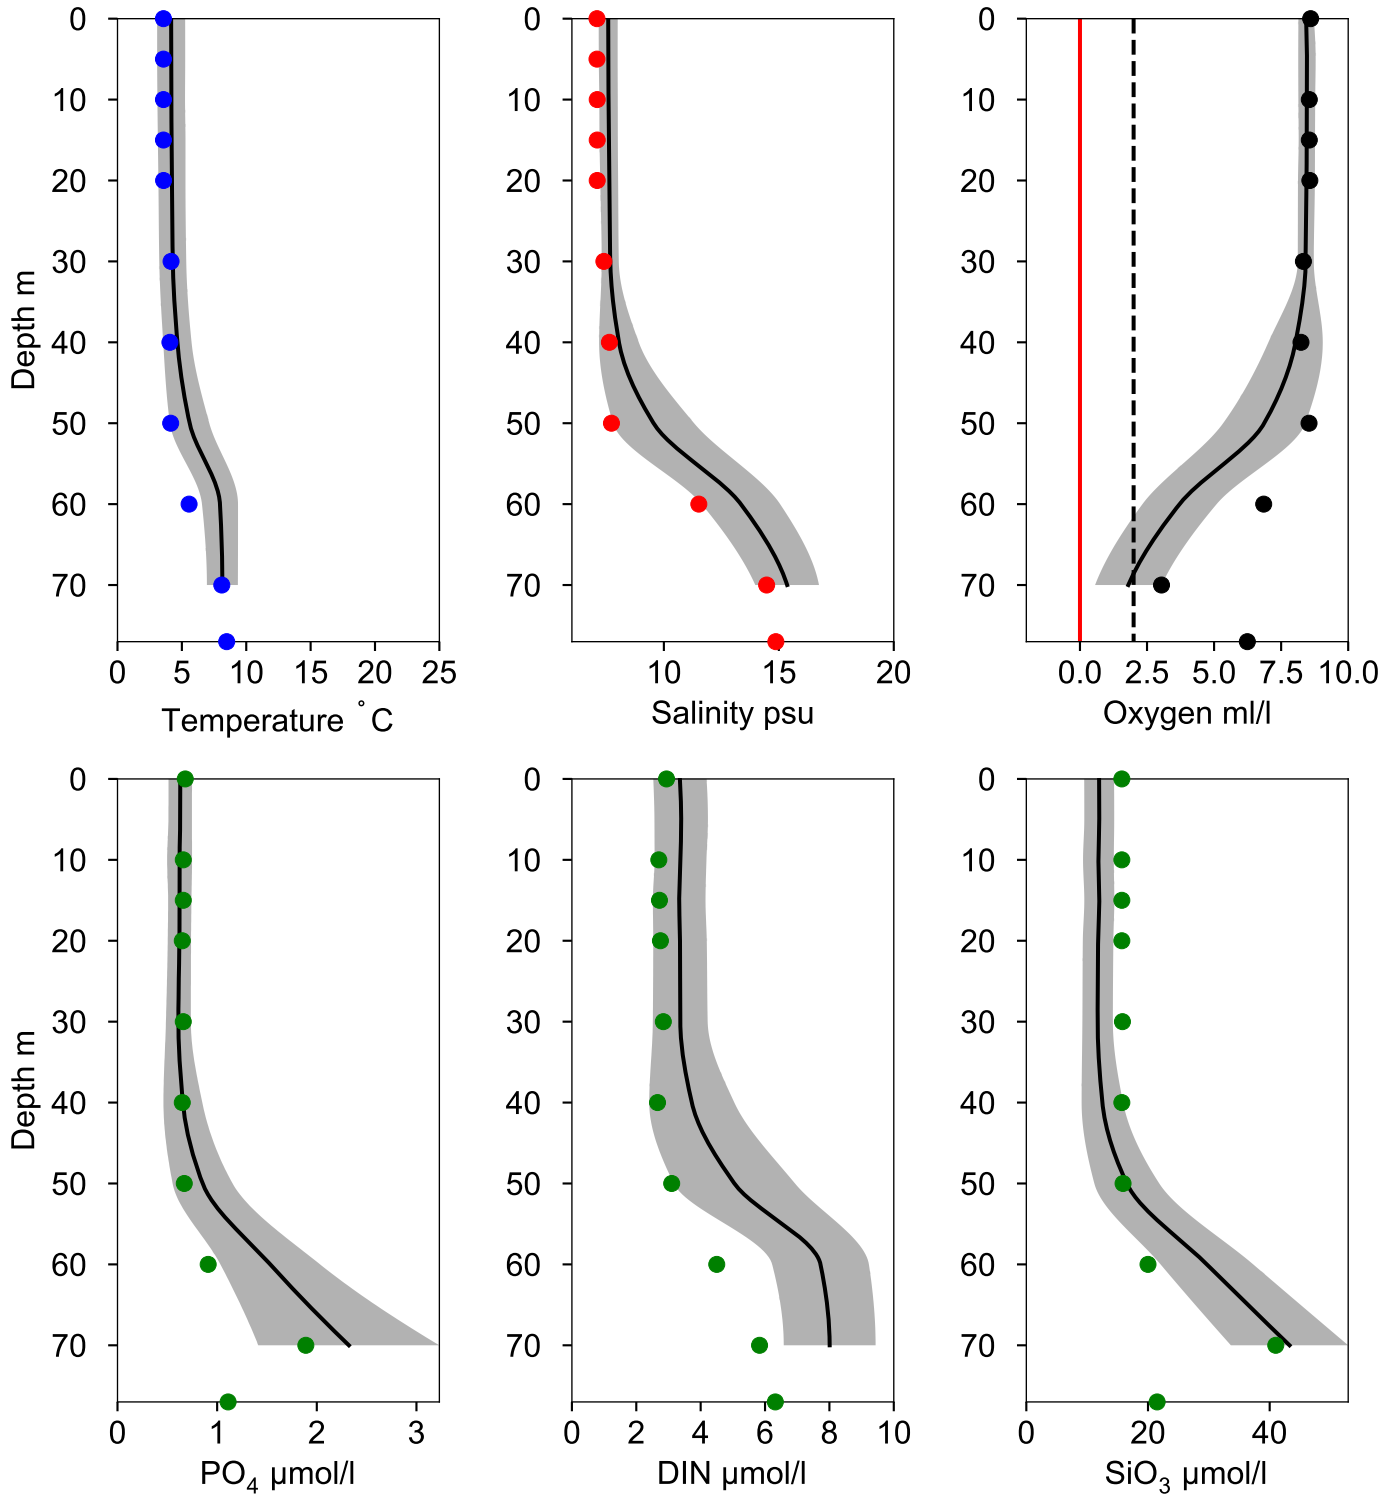 0 0 0
10 10 10
20 20 20
30 30 30
Depth m
40 40 40
50 50 50
60 60 60
70 70 70
0 5 10 15 20 25 10 15 20 0.0 2.5 5.0 7.5 10.0
Temperature °C Salinity psu Oxygen ml/l
0 0 0
10 10 10
20 20 20
30 30 30
Depth m
40 40 40
50 50 50
60 60 60
70 70 70
0 1 2 3 0 2 4 6 8 10 0 20 40
PO₄ µmol/l DIN µmol/l SiO₃ µmol/l